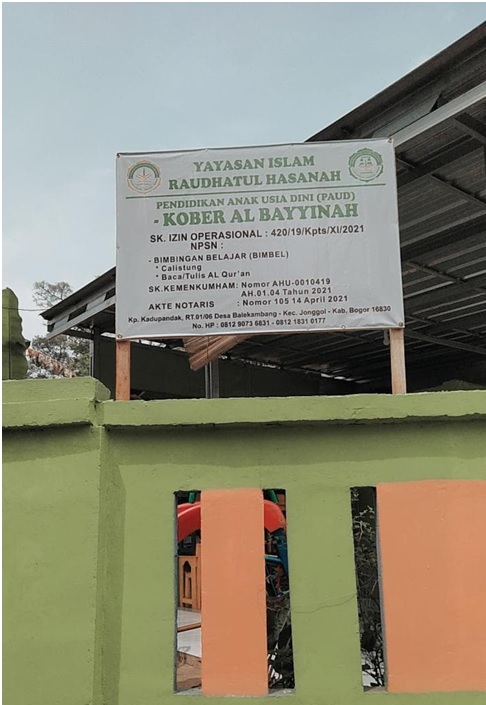 YAYASAN ISLAM
RAUDHATUL HASANAH
PENDIDIKAN ANAK USIA DINI (PAUD)
- KOBER AL BAYYINAH
SK. IZIN OPERASIONAL : 420/19/Kpts/XI/2021
NPSN :
- BIMBINGAN BELAJAR (BIMBEL)
* Calistung
* Baca/Tulis AL Qur'an
SK.KEMENKUMHAM: Nomor AHU-0010419
AH.01.04 Tahun 2021
AKTE NOTARIS : Nomor 105 14 April 2021
Kp. Kadupandak, RT.01/06 Desa Balekambang - Kec. Jonggol - Kab. Bogor 16830
No. HP : 0812 9073 6831 - 0812 1831 0177